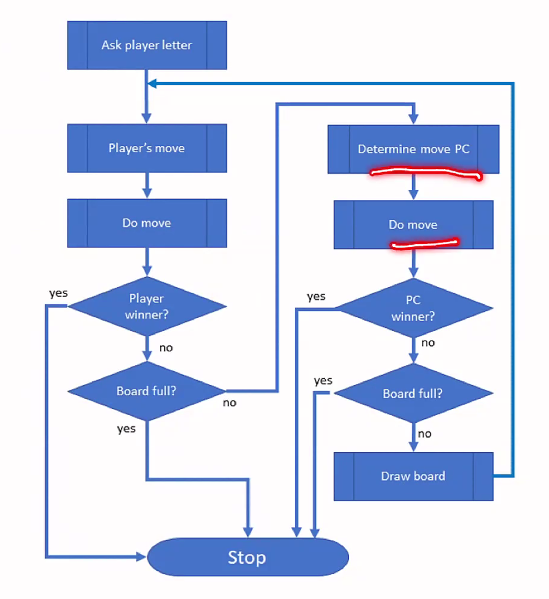 Ask player letter
Player's move
Do move
yes
Player
winner?
no
Board full?
no
yes
Determine move PC
Do move
yes
PC
winner?
no
yes
Board full?
no
Draw board
Stop